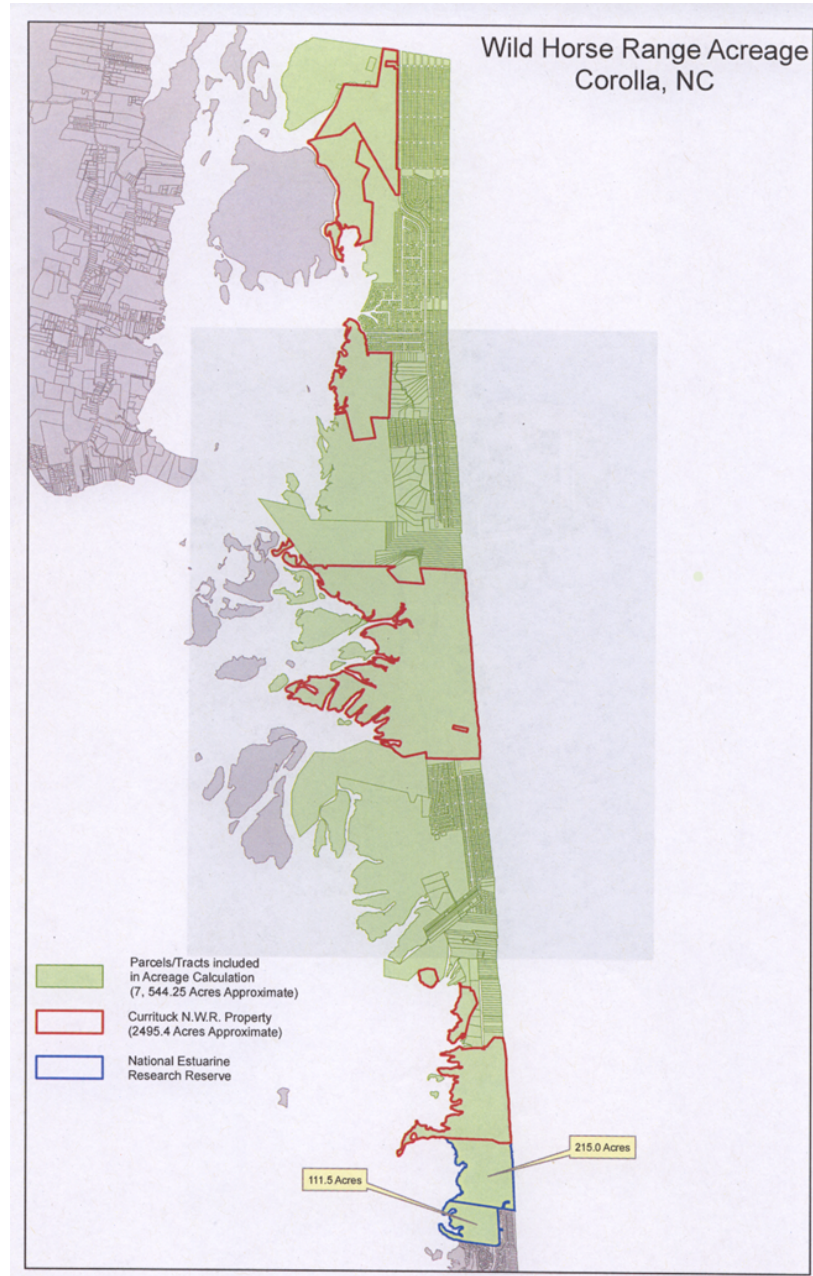 Wild Horse Range Acreage
Corolla, NC
Parcels/Tracts included
in Acreage Calculation
(7, 544.25 Acres Approximate)
Currituck N.W.R. Property
(2495.4 Acres Approximate)
National Estuarine
Research Reserve
215.0 Acres
111.5 Acres